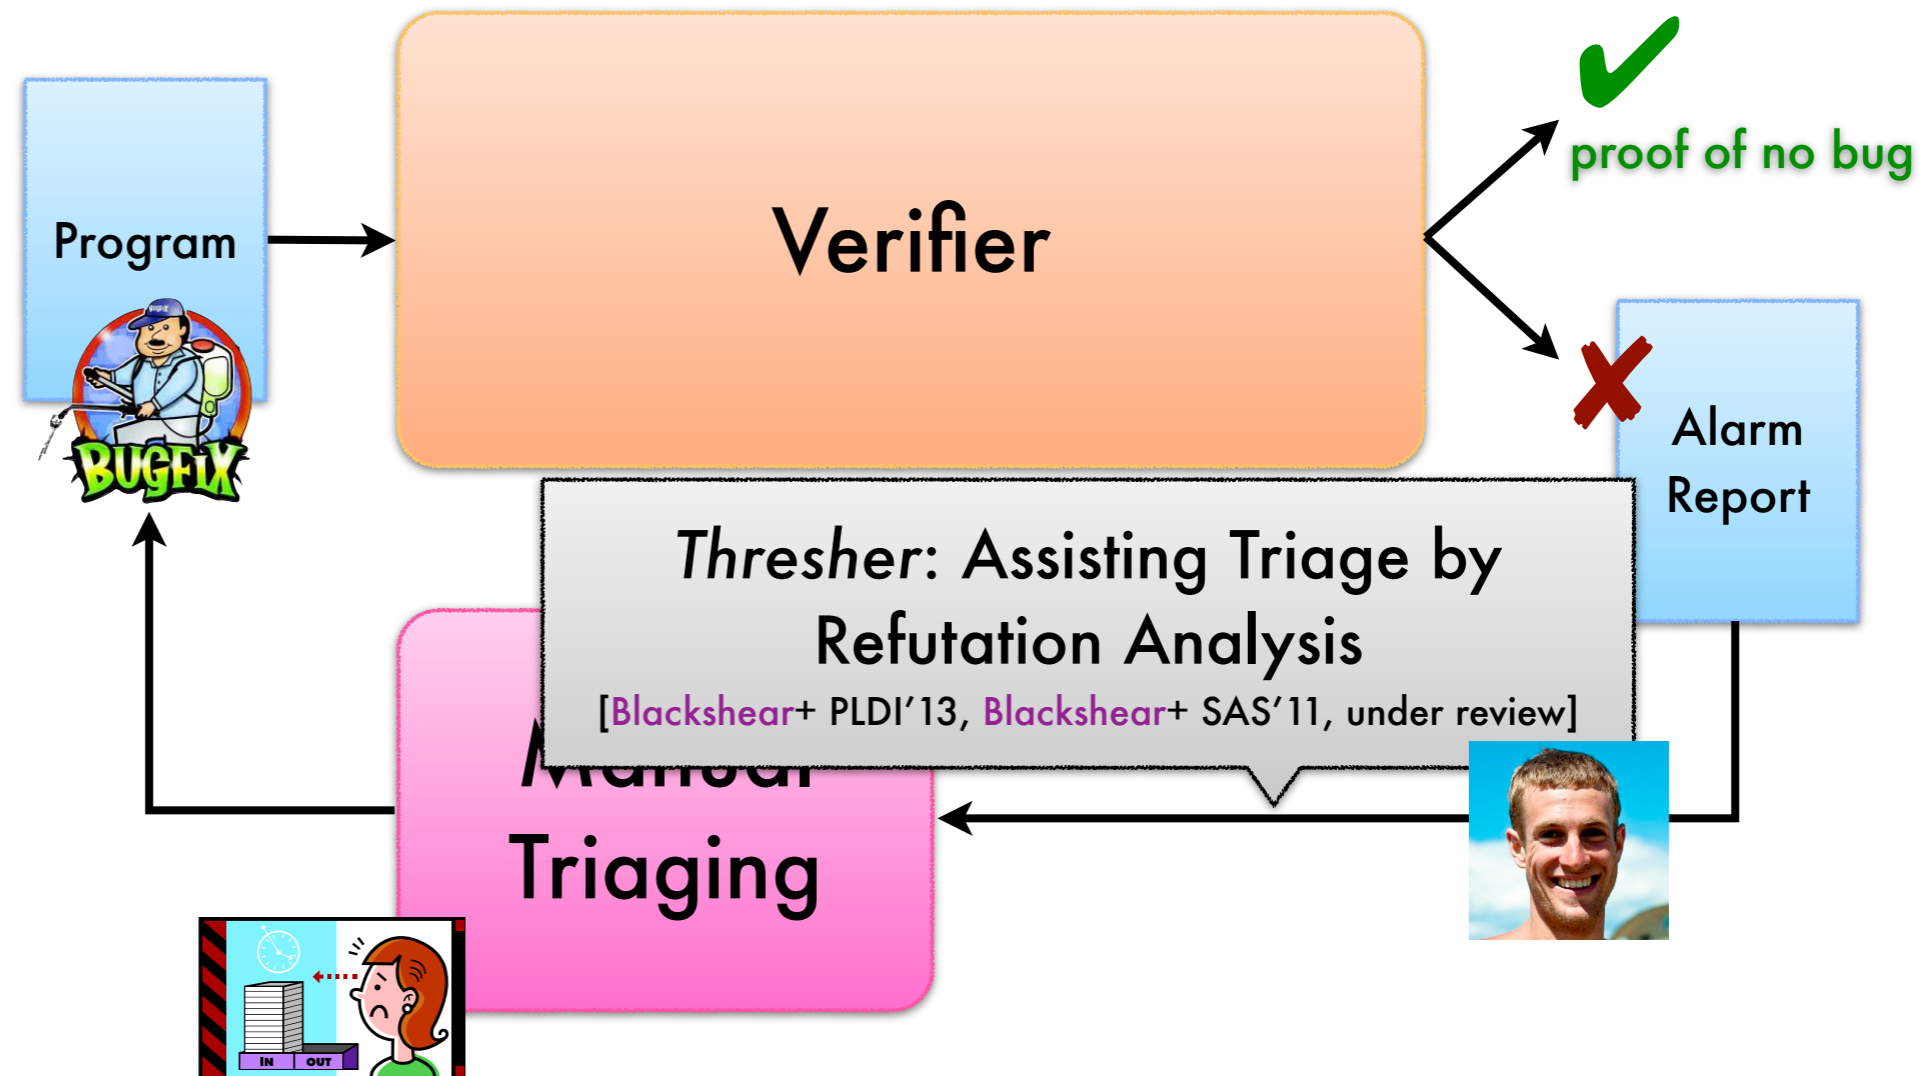 proof of no bug
Program
Verifier
BUGFIX
Alarm
Report
Thresher: Assisting Triage by
Refutation Analysis
[Blackshear+ PLDI’13, Blackshear+ SAS’11, under review]
Manual
Triaging
IN OUT